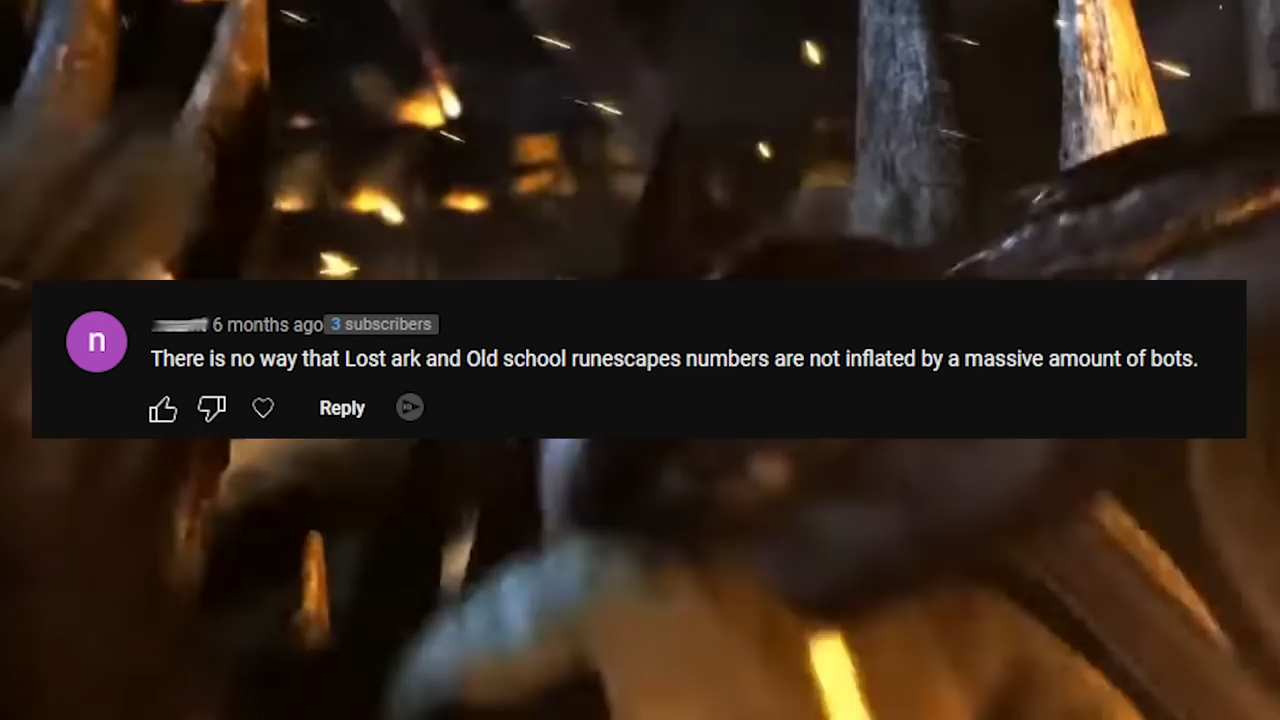 n
6 months ago 3 subscribers
There is no way that Lost ark and Old school runescapes numbers are not inflated by a massive amount of bots.
Reply